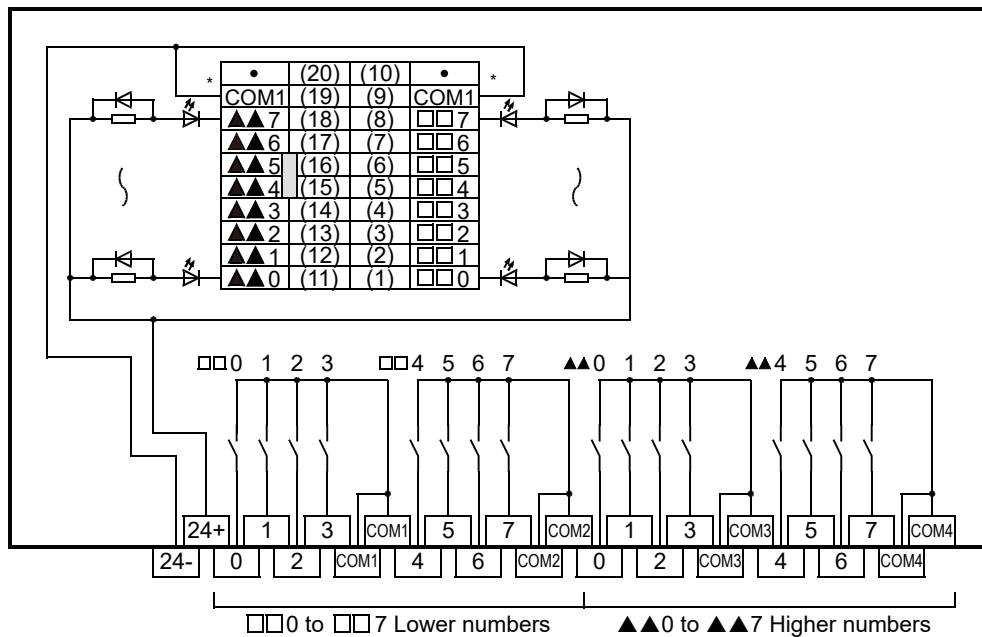 * • (20) (10) • *
COM1 (19) (9) COM1
▲▲7 (18) (8) □□7
▲▲6 (17) (7) □□6
▲▲5 (16) (6) □□5
▲▲4 (15) (5) □□4
▲▲3 (14) (4) □□3
▲▲2 (13) (3) □□2
▲▲1 (12) (2) □□1
▲▲0 (11) (1) □□0
□□0 1 2 3 □□4 5 6 7 ▲▲0 1 2 3 ▲▲4 5 6 7
24+ 1 3 COM1 5 7 COM2 1 3 COM3 5 7 COM4
24- 0 2 COM1 4 6 COM2 0 2 COM3 4 6 COM4
□□0 to □□7 Lower numbers ▲▲0 to ▲▲7 Higher numbers